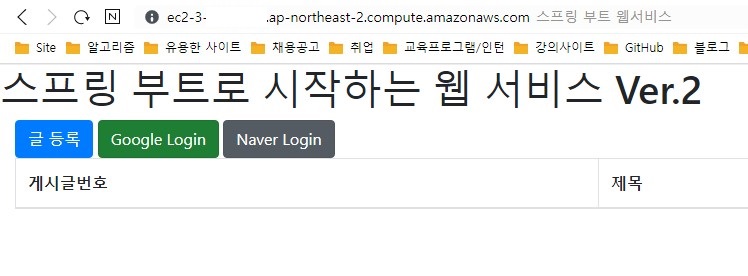 ec2-3- .ap-northeast-2.compute.amazonaws.com 스프링 부트 웹서비스
Site 알고리즘 유용한 사이트 채용공고 취업 교육프로그램/인턴 강의사이트 GitHub 블로그
스프링 부트로 시작하는 웹 서비스 Ver.2
글 등록 Google Login Naver Login
게시글번호 제목